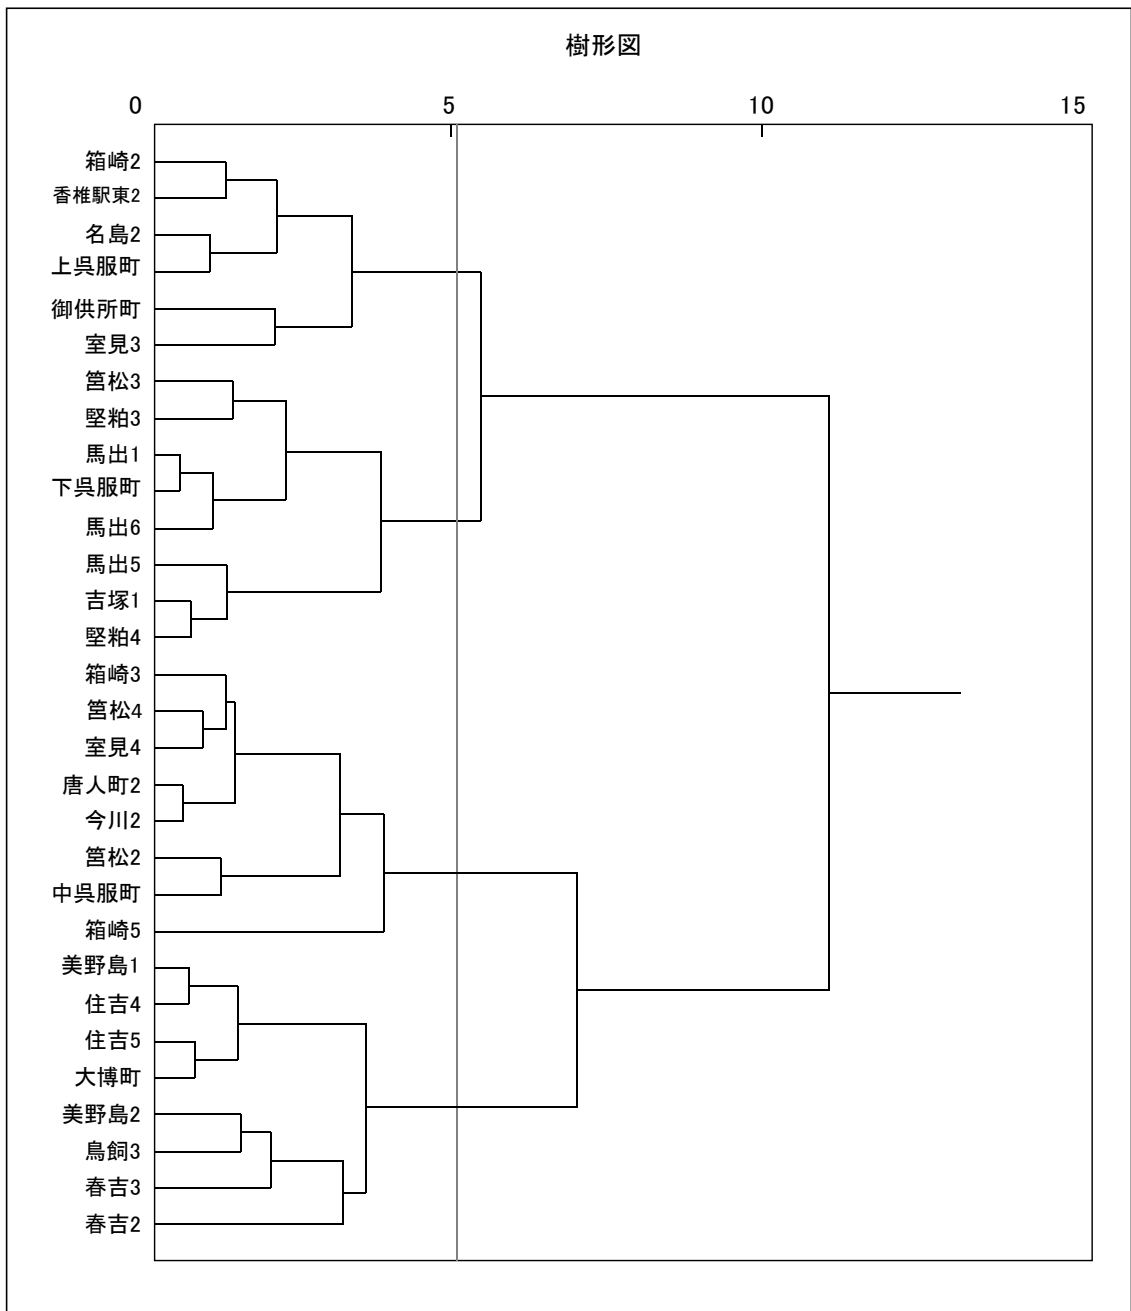 樹形図
0 5 10 15
箱崎2
香椎駅東2
名島2
上呉服町
御供所町
室見3
筥松3
堅粕3
馬出1
下呉服町
馬出6
馬出5
吉塚1
堅粕4
箱崎3
筥松4
室見4
唐人町2
今川2
筥松2
中呉服町
箱崎5
美野島1
住吉4
住吉5
大博町
美野島2
鳥飼3
春吉3
春吉2